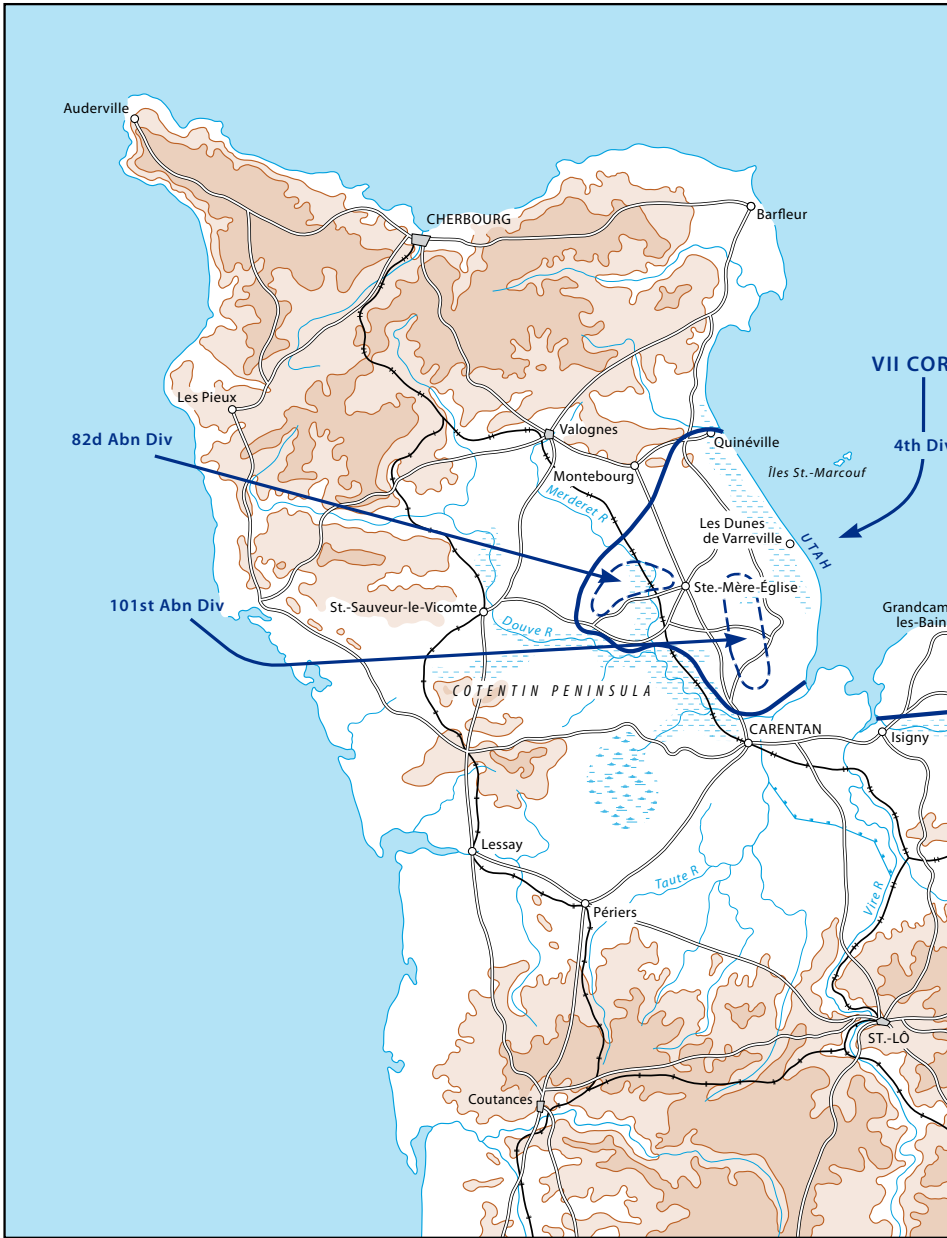 Auderville
CHERBOURG
Barfleur
VII COR
Les Pieux
82d Abn Div
Valognes
Quinéville
4th Div
Montebourg
Îles St.-Marcouf
Merderet R
Les Dunes
de Varreville
UTAH
Ste.-Mère-Église
101st Abn Div
St.-Sauveur-le-Vicomte
Grandcam
les-Bain
Douve R
COTENTIN PENINSULA
CARENTAN
Isigny
Lessay
Taute R
Vire R
Périers
ST.-LÔ
Coutances